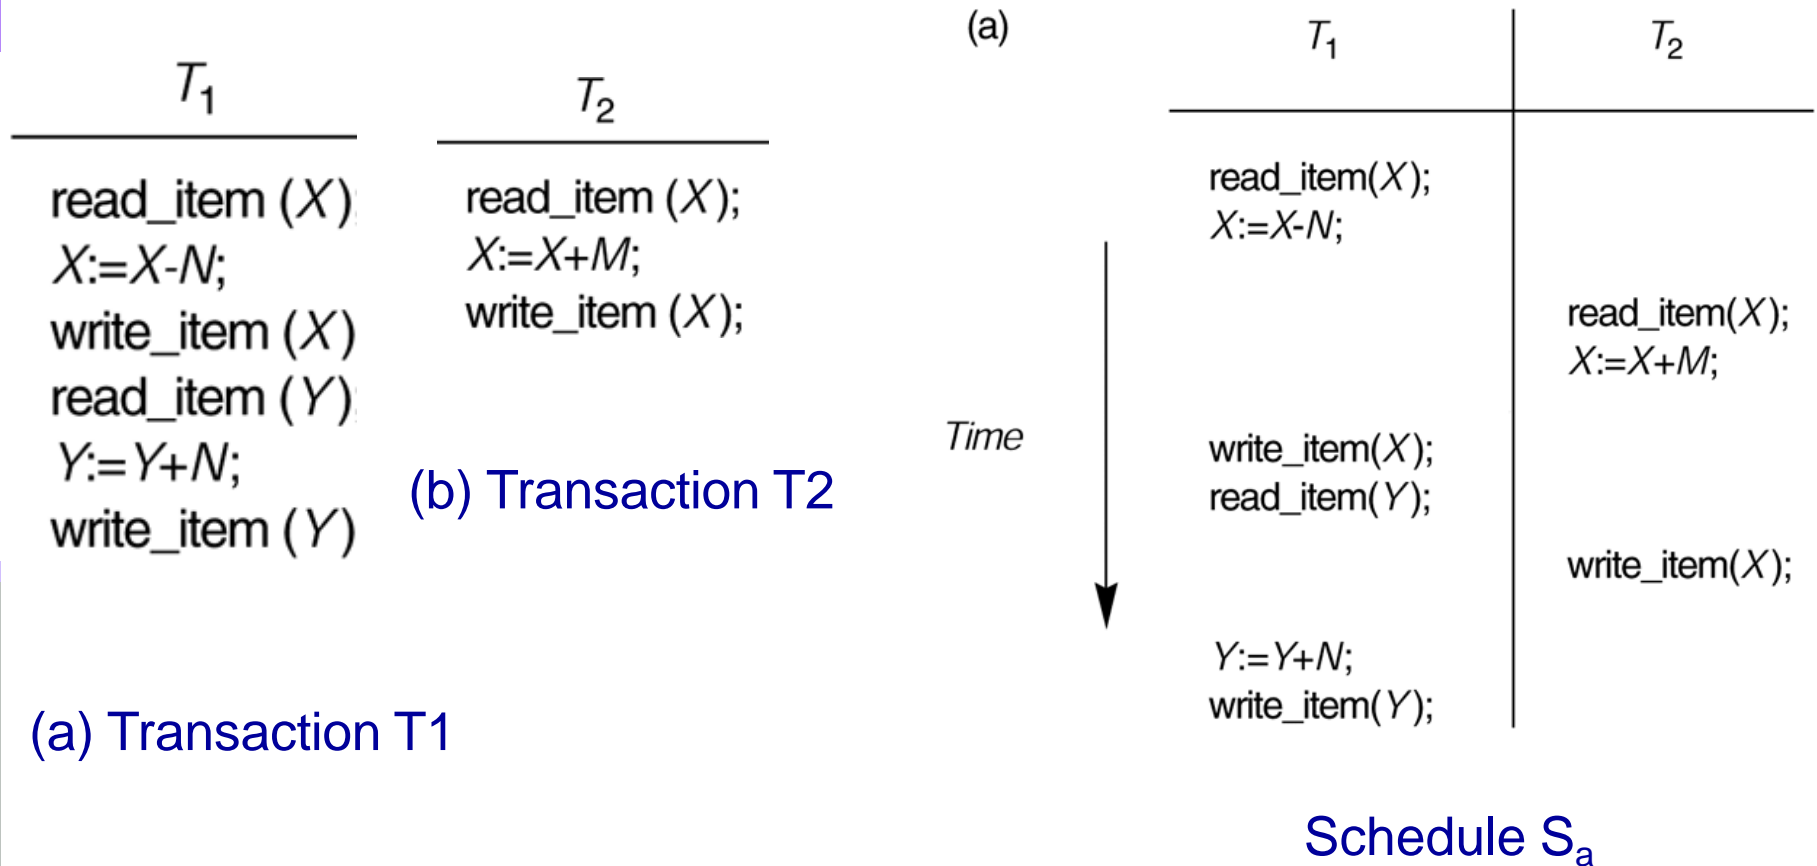 T1
read_item (X)
X:=X-N;
write_item (X)
read_item (Y)
Y:=Y+N;
write_item (Y)
(a) Transaction T1
T2
read_item (X);
X:=X+M;
write_item (X);
(b) Transaction T2
(a)
T1 T2
read_item(X);
X:=X-N;
read_item(X);
X:=X+M;
Time
write_item(X);
read_item(Y);
write_item(X);
Y:=Y+N;
write_item(Y);
Schedule Sa